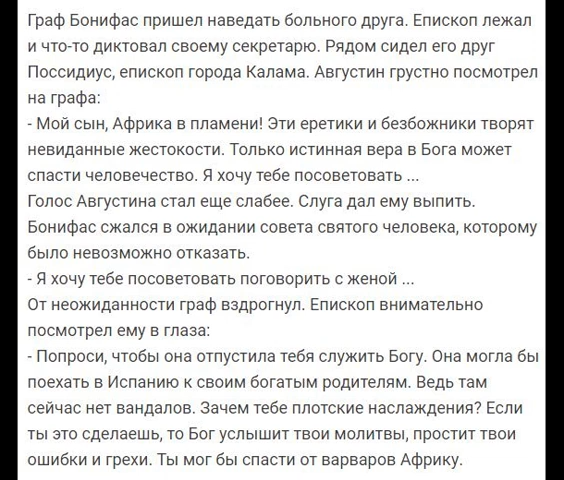 Граф Бонифас пришел наведать больного друга. Епископ лежал
и что-то диктовал своему секретарю. Рядом сидел его друг
Поссидиус, епископ города Калама. Августин грустно посмотрел
на графа:
- Мой сын, Африка в пламени! Эти еретики и безбожники творят
невиданные жестокости. Только истинная вера в Бога может
спасти человечество. Я хочу тебе посоветовать ...
Голос Августина стал еще слабее. Слуга дал ему выпить.
Бонифас сжался в ожидании совета святого человека, которому
было невозможно отказать.
- Я хочу тебе посоветовать поговорить с женой ...
От неожиданности граф вздрогнул. Епископ внимательно
посмотрел ему в глаза:
- Попроси, чтобы она отпустила тебя служить Богу. Она могла бы
поехать в Испанию к своим богатым родителям. Ведь там
сейчас нет вандалов. Зачем тебе плотские наслаждения? Если
ты это сделаешь, то Бог услышит твои молитвы, простит твои
ошибки и грехи. Ты мог бы спасти от варваров Африку.